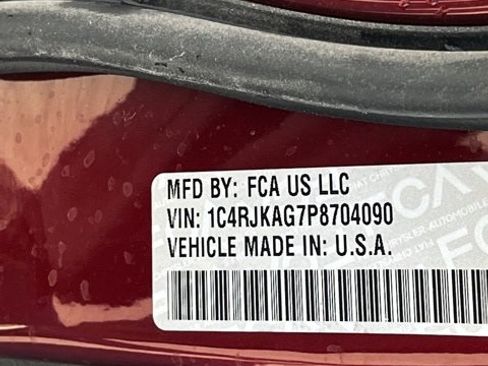 MFD BY: FCA US LLC
VIN: 1C4RJKAG7P8704090
VEHICLE MADE IN: U.S.A.